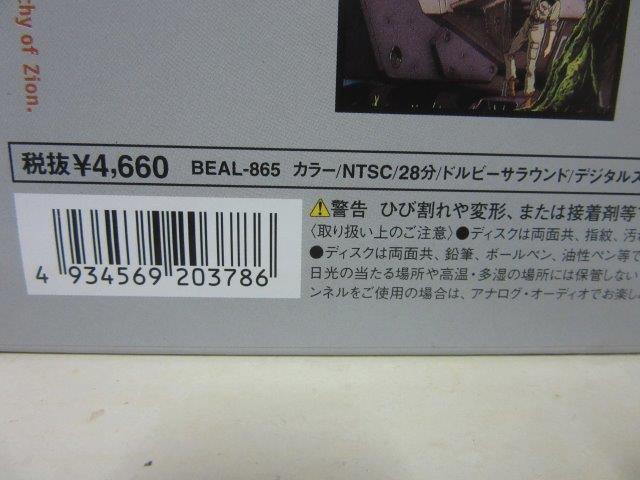 chy of Zion.
税抜¥4,660 BEAL-865 カラー/NTSC/28分/ドルビーサラウンド/デジタルス
⚠警告 ひび割れや変形、または接着剤等で
〈取り扱い上のご注意〉●ディスクは両面共、指紋、汚
●ディスクは両面共、鉛筆、ボールペン、油性ペン等で
日光の当たる場所や高温・多湿の場所には保管しない
ンネルをご使用の場合は、アナログ・オーディオでお楽し
4 934569 203786